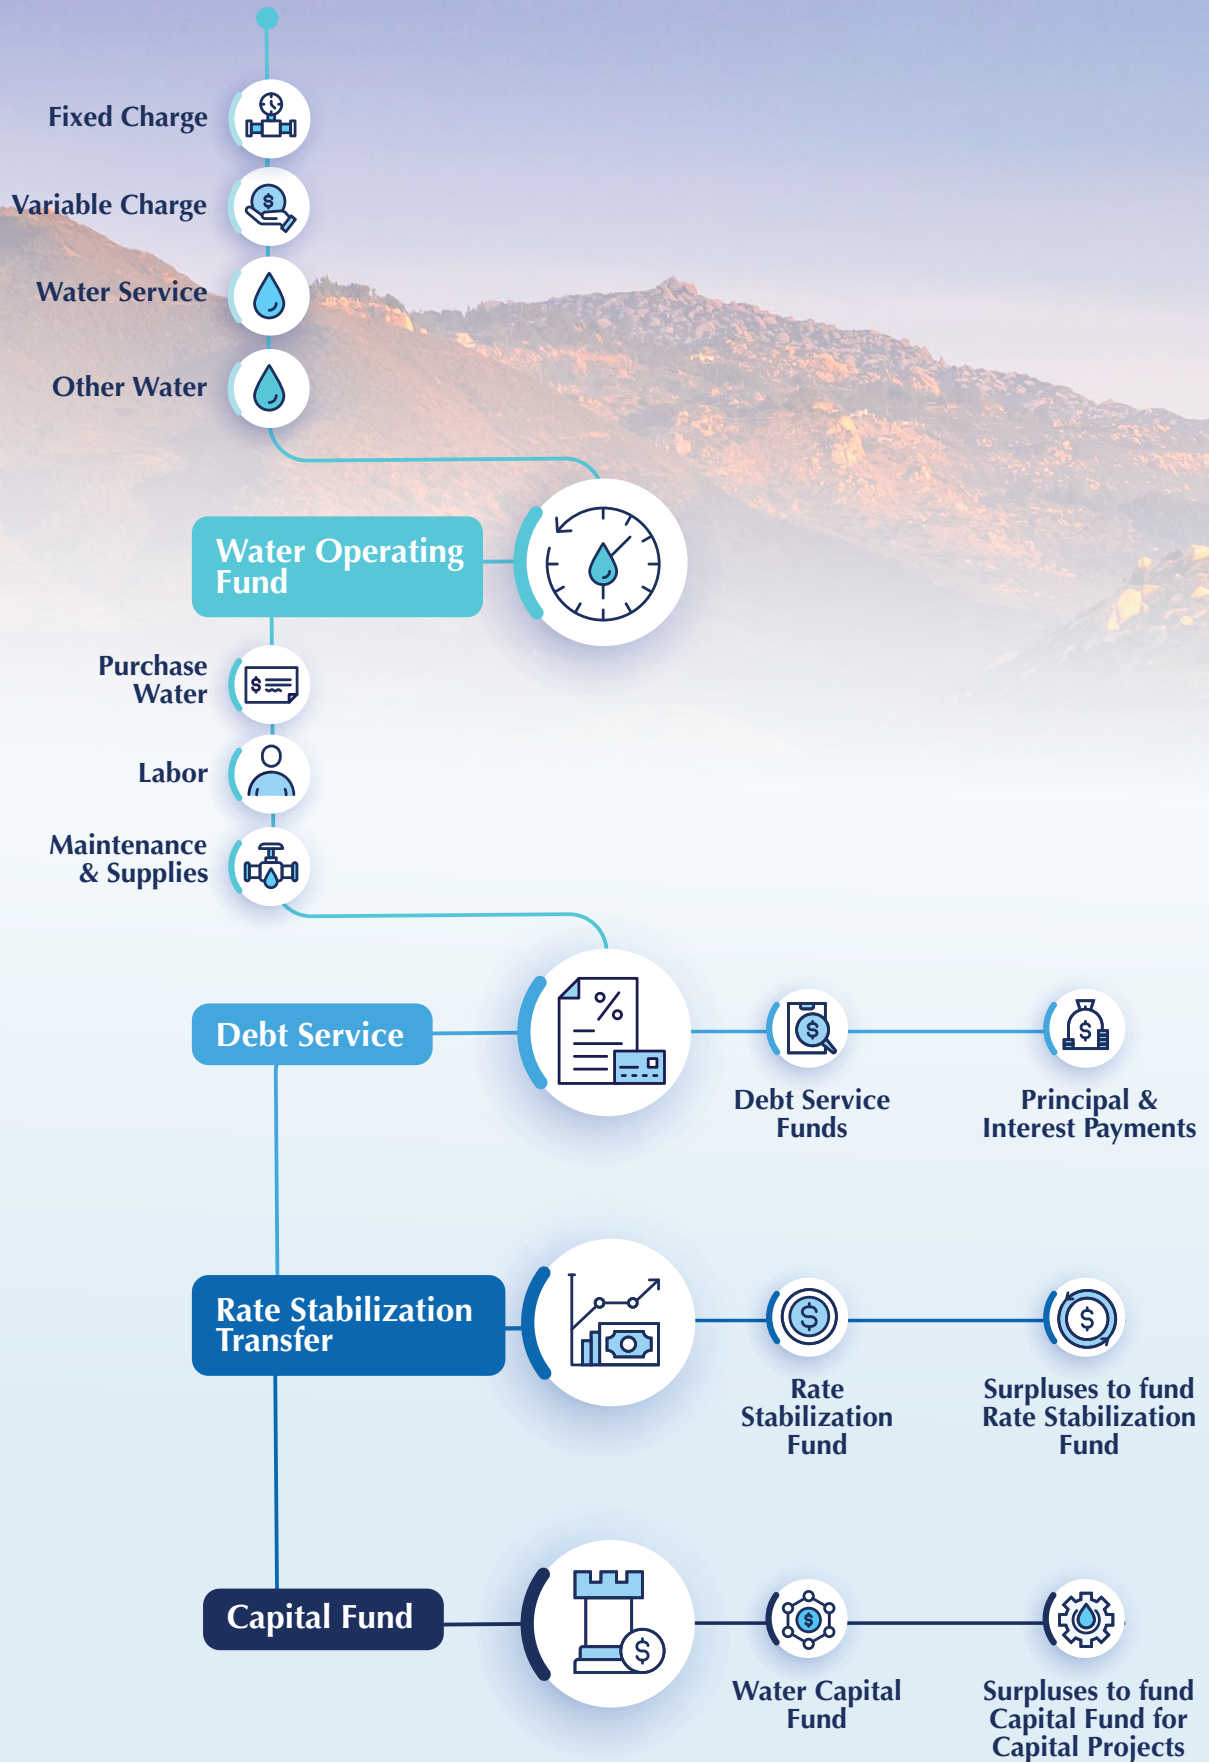 Fixed Charge
Variable Charge
Water Service
Other Water
Water Operating
Fund
Purchase
Water
Labor
Maintenance
& Supplies
Debt Service
Debt Service
Funds
Principal &
Interest Payments
Rate Stabilization
Transfer
Rate
Stabilization
Fund
Surpluses to fund
Rate Stabilization
Fund
Capital Fund
Water Capital
Fund
Surpluses to fund
Capital Fund for
Capital Projects